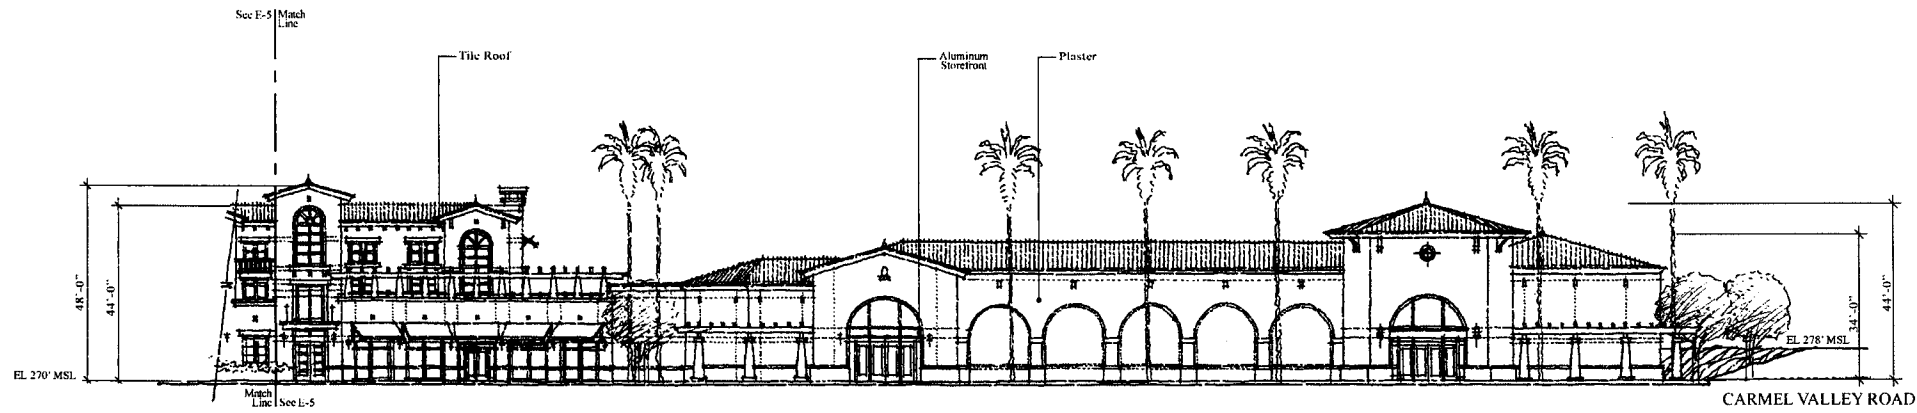 See E-5 Match
Line
Tile Roof
Aluminum
Storefront
Plaster
48'-0"
44'-0"
34'-0"
44'-0"
EL 270' MSL
EL 278' MSL
Match
Line See E-5
CARMEL VALLEY ROAD